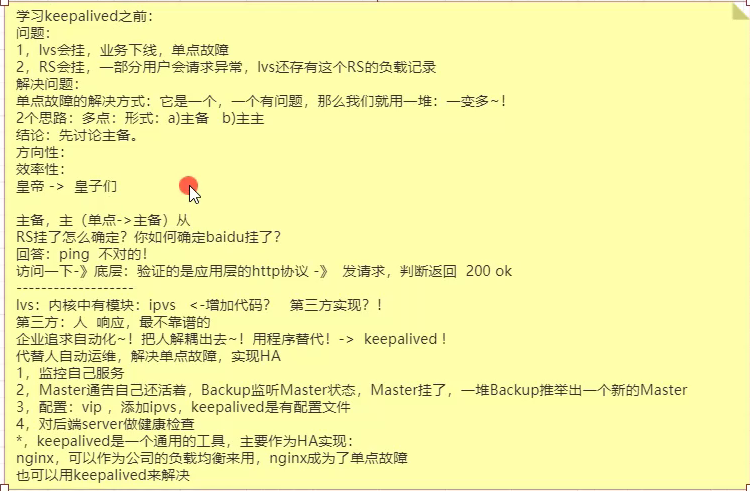 学习keepalived之前：
问题：
1，lvs会挂，业务下线，单点故障
2，RS会挂，一部分用户会请求异常，lvs还存有这个RS的负载记录
解决问题：
单点故障的解决方式：它是一个，一个有问题，那么我们就用一堆：一变多~！
2个思路：多点：形式：a)主备 b)主主
结论：先讨论主备。
方向性：
效率性：
皇帝 -> 皇子们
主备，主（单点->主备）从
RS挂了怎么确定？你如何确定baidu挂了？
回答：ping 不对的！
访问一下-》底层：验证的是应用层的http协议 -》 发请求，判断返回 200 ok
-------------------
lvs：内核中有模块：ipvs <-增加代码？ 第三方实现？！
第三方：人 响应，最不靠谱的
企业追求自动化~！把人解耦出去~！用程序替代！-> keepalived！
代替人自动运维，解决单点故障，实现HA
1，监控自己服务
2，Master通告自己还活着，Backup监听Master状态，Master挂了，一堆Backup推举出一个新的Master
3，配置：vip ，添加ipvs，keepalived是有配置文件
4，对后端server做健康检查
*，keepalived是一个通用的工具，主要作为HA实现：
nginx，可以作为公司的负载均衡来用，nginx成为了单点故障
也可以用keepalived来解决